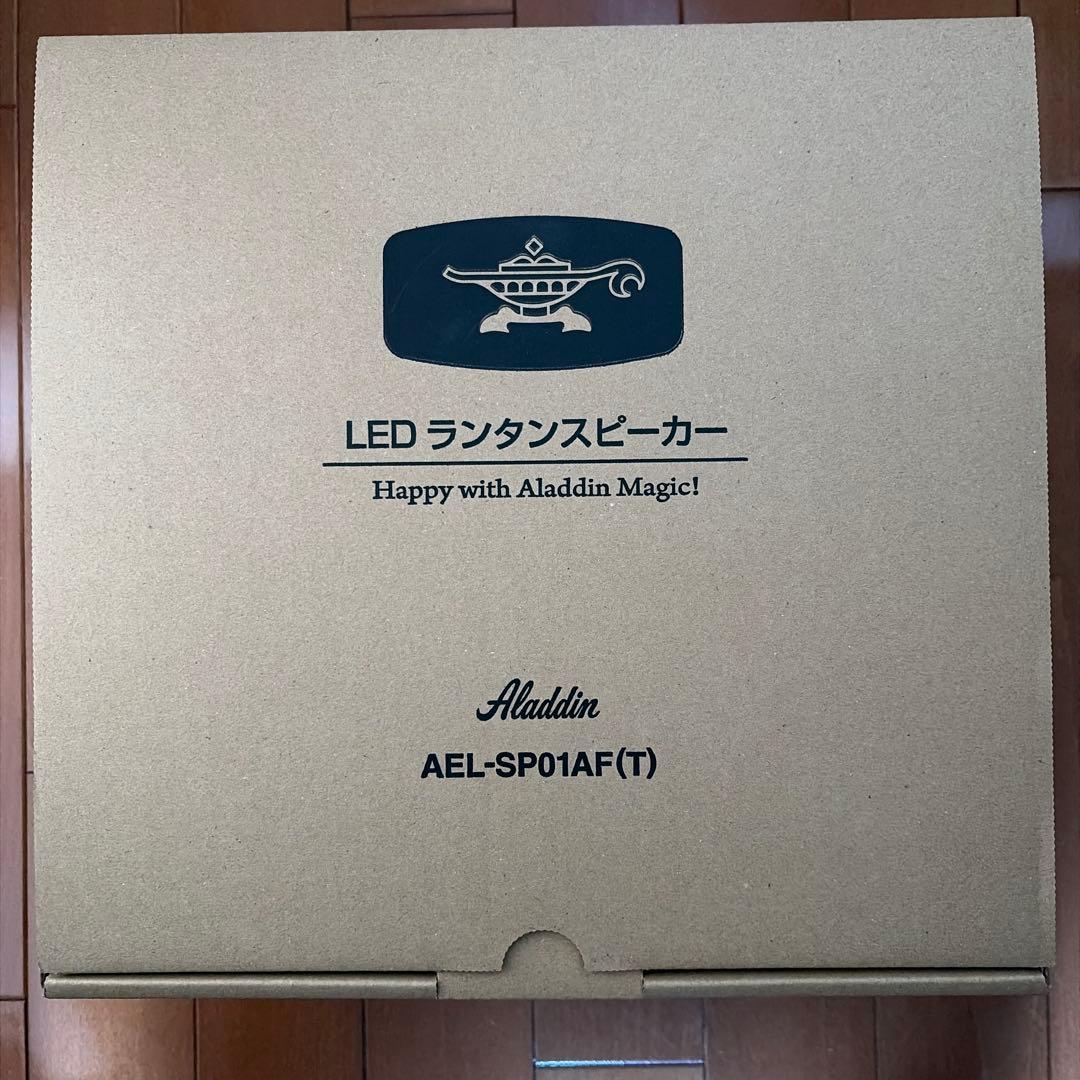 LED ランタンスピーカー
Happy with Aladdin Magic!
Aladdin
AEL-SP01AF(T)